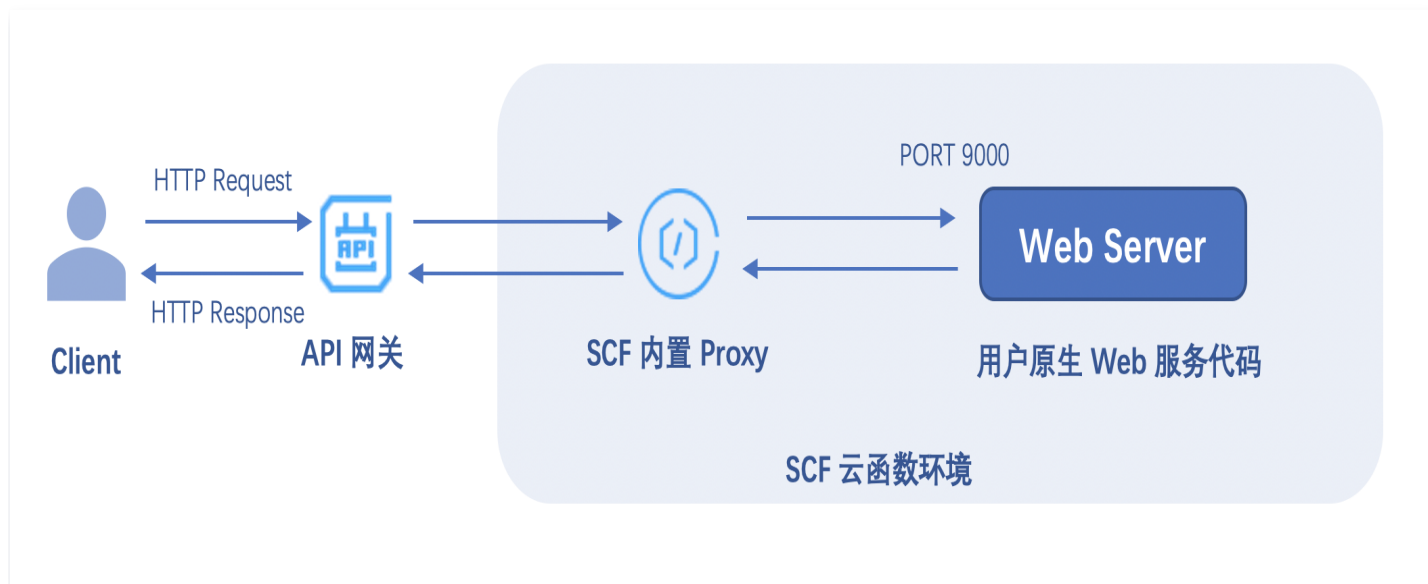 PORT 9000
HTTP Request
API
Web Server
HTTP Response
Client
API 网关
SCF 内置 Proxy
用户原生 Web 服务代码
SCF 云函数环境